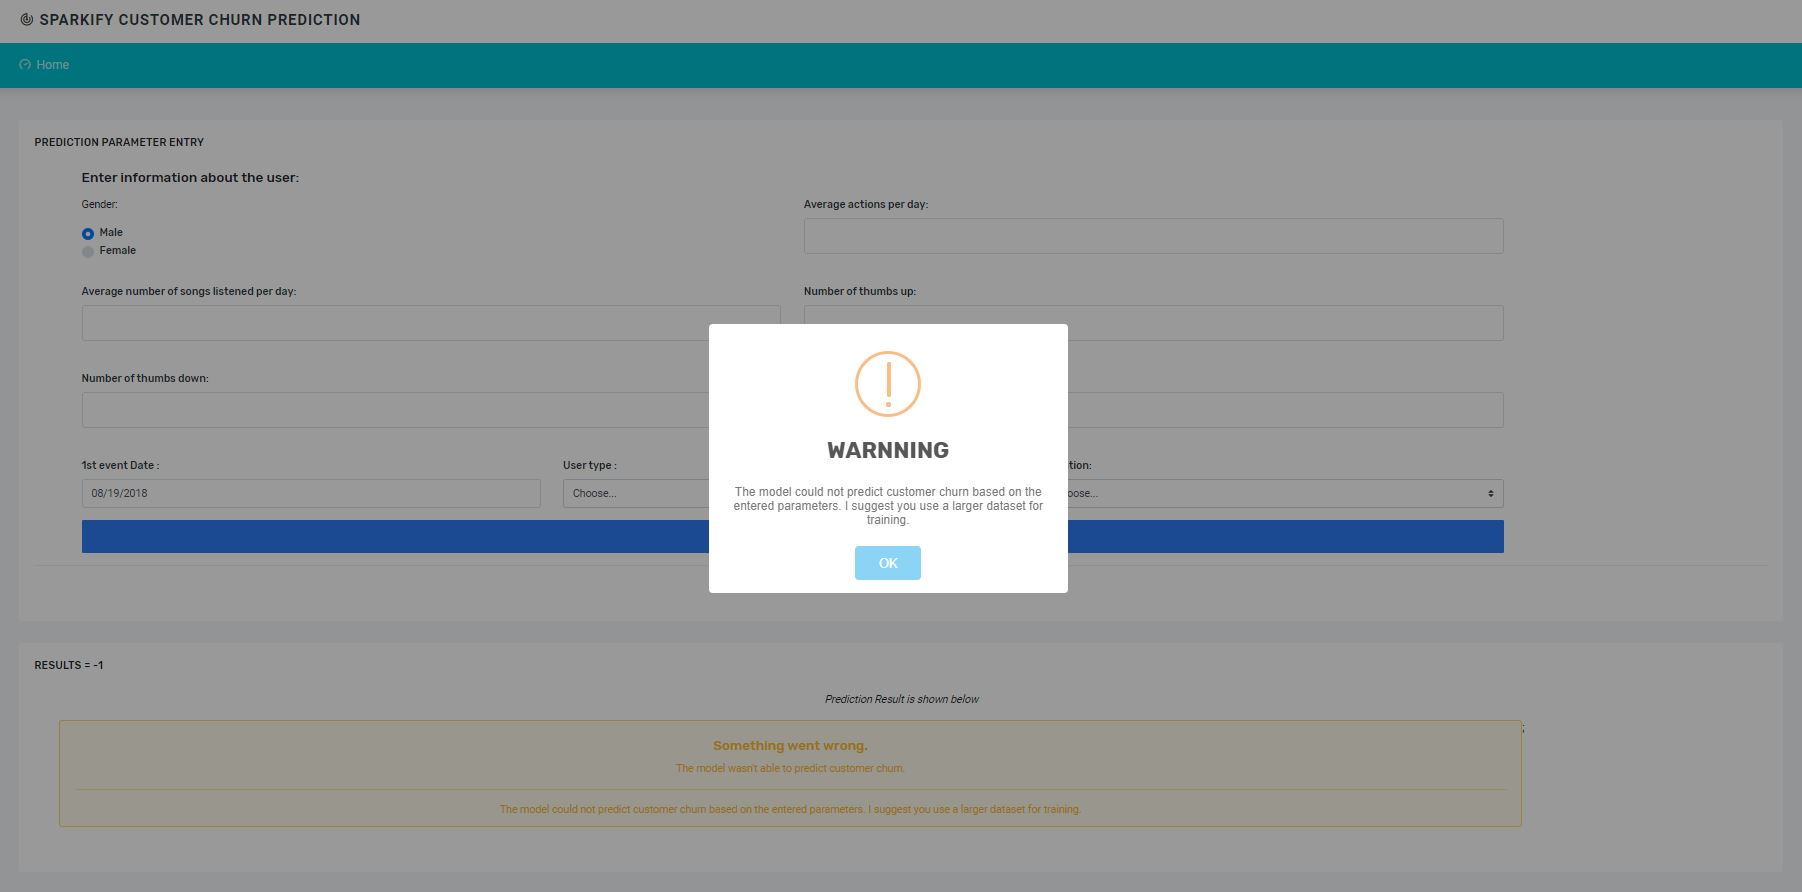 SPARKIFY CUSTOMER CHURN PREDICTION
Home
PREDICTION PARAMETER ENTRY
Enter information about the user:
Gender:
Average actions per day:
Male
Female
Average number of songs listened per day:
Number of thumbs up:
Number of thumbs down:
1st event Date :
User type :
tion:
08/19/2018
Choose...
oose...
WARNNING
The model could not predict customer churn based on the
entered parameters. I suggest you use a larger dataset for
training.
OK
RESULTS = -1
Prediction Result is shown below
;
Something went wrong.
The model wasn't able to predict customer churn.
The model could not predict customer churn based on the entered parameters. I suggest you use a larger dataset for training.